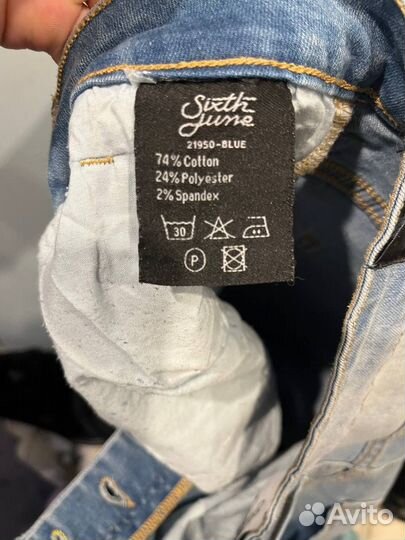 Sixth
June
21950-BLUE
74% Cotton
24% Polyester
2% Spandex
30
P
Avito